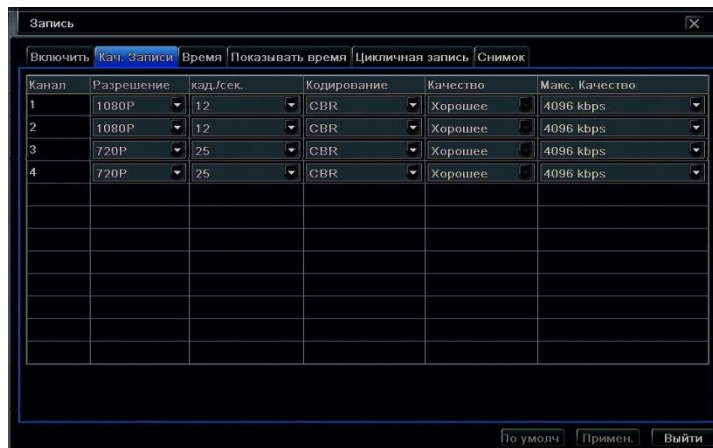 Запись
Включить Кач. Записи Время Показывать время Цикличная запись Снимок
Канал Разрешение кад./сек. Кодирование Качество Макс. Качество
1 1080P 12 CBR Хорошее 4096 kbps
2 1080P 12 CBR Хорошее 4096 kbps
3 720P 25 CBR Хорошее 4096 kbps
4 720P 25 CBR Хорошее 4096 kbps
По умолч Примен. Выйти